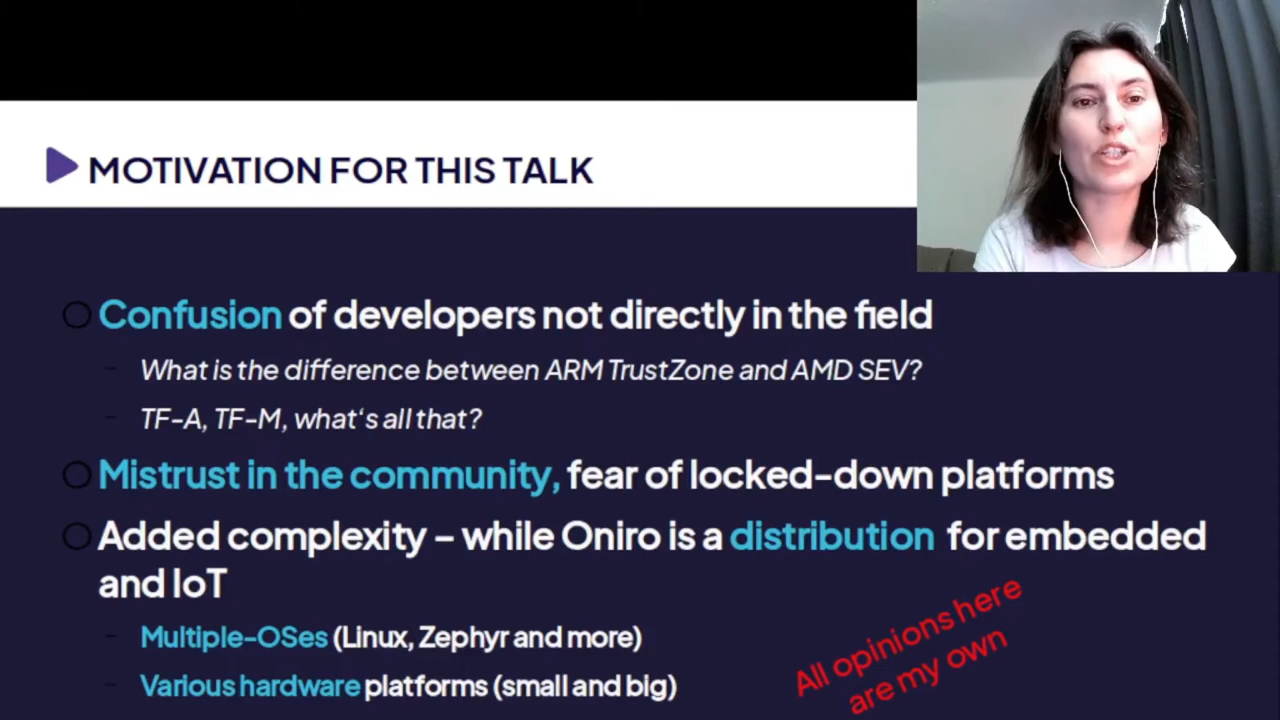 MOTIVATION FOR THIS TALK
Confusion of developers not directly in the field
- What is the difference between ARM TrustZone and AMD SEV?
- TF-A, TF-M, what‘s all that?
Mistrust in the community, fear of locked-down platforms
Added complexity – while Oniro is a distribution for embedded
and IoT
- Multiple-OSes (Linux, Zephyr and more)
- Various hardware platforms (small and big)
All opinions here
are my own